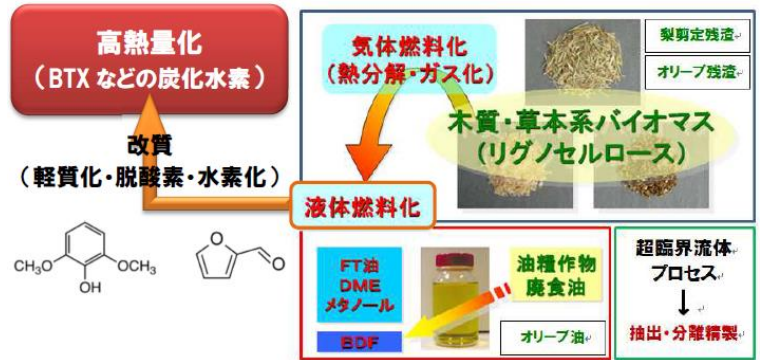 高熱量化
(BTXなどの炭化水素)
改質
(軽質化・脱酸素・水素化)
気体燃料化
(熱分解・ガス化)
梨剪定残渣
オリーブ残渣
木質・草本系バイオマス
(リグノセルロース)
液体燃料化
CH₃O
OCH₃
OH
O
O
FT油
DME
メタノール
BDF
油糧作物
廃食油
オリーブ油
超臨界流体
プロセス
↓
抽出・分離精製